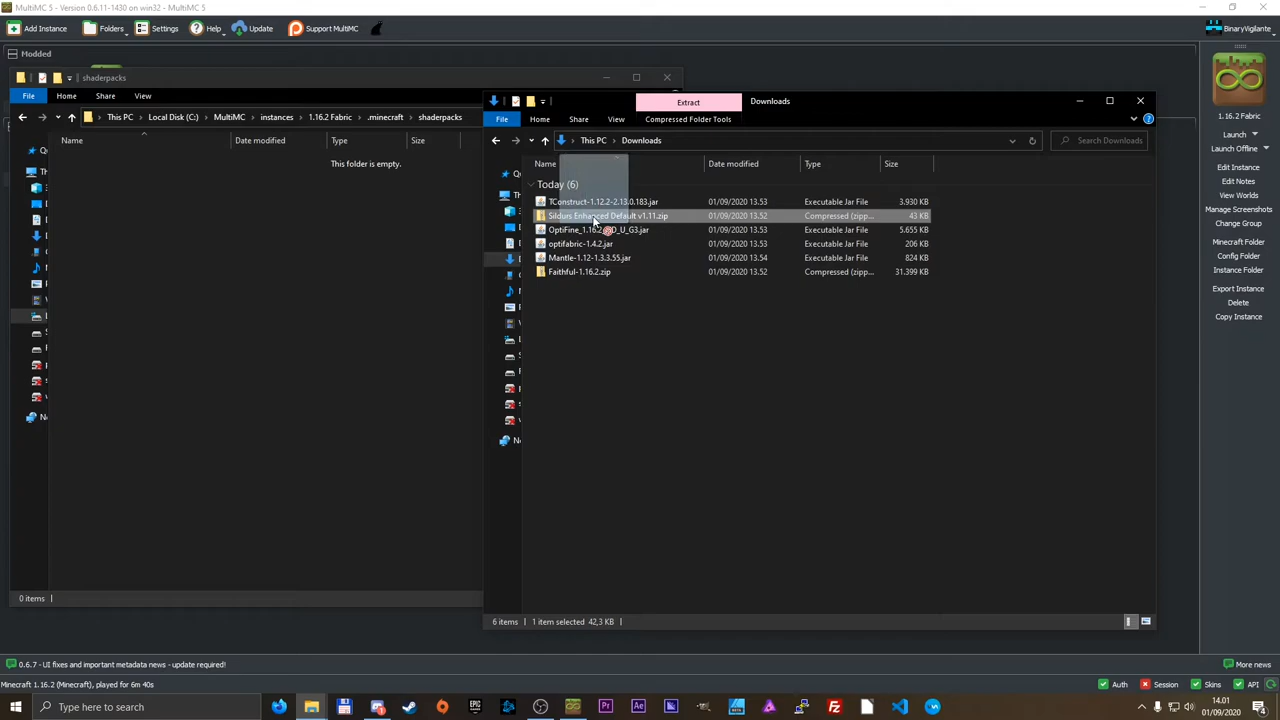 MultiMC 5 - Version 0.6.11-1430 on win32 - MultiMC 5
Add Instance
Folders
Settings
Help
Update
Support MultiMC
BinaryVigilante
Modded
shaderpacks
File
Home
Share
View
This PC
Local Disk (C:)
MultiMC
instances
1.16.2 Fabric
.minecraft
shaderpacks
Name
Date modified
Type
Size
This folder is empty.
0 items
Extract
Downloads
File
Home
Share
View
Compressed Folder Tools
This PC
Downloads
Search Downloads
Name
Date modified
Type
Size
Today (6)
TConstruct-1.12.2-2.13.0.183.jar 01/09/2020 13.53 Executable Jar File 3.930 KB
Sildurs Enhanced Default v1.11.zip 01/09/2020 13.52 Compressed (zipp... 43 KB
01/09/2020 13.53 Executable Jar File 5.655 KB
optifabric-1.4.2.jar 01/09/2020 13.53 Executable Jar File 206 KB
Mantle-1.12-1.3.3.55.jar 01/09/2020 13.54 Executable Jar File 824 KB
Faithful-1.16.2.zip 01/09/2020 13.52 Compressed (zipp... 31.399 KB
6 items
1 item selected 42,3 KB
1.16.2 Fabric
Launch
Launch Offline
Edit Instance
Edit Notes
View Worlds
Manage Screenshots
Change Group
Minecraft Folder
Config Folder
Instance Folder
Export Instance
Delete
Copy Instance
0.6.7 - UI fixes and important metadata news - update required!
More news
Minecraft 1.16.2 (Minecraft), played for 6m 40s
Auth
Session
Skins
API
Type here to search
14.01
01/09/2020